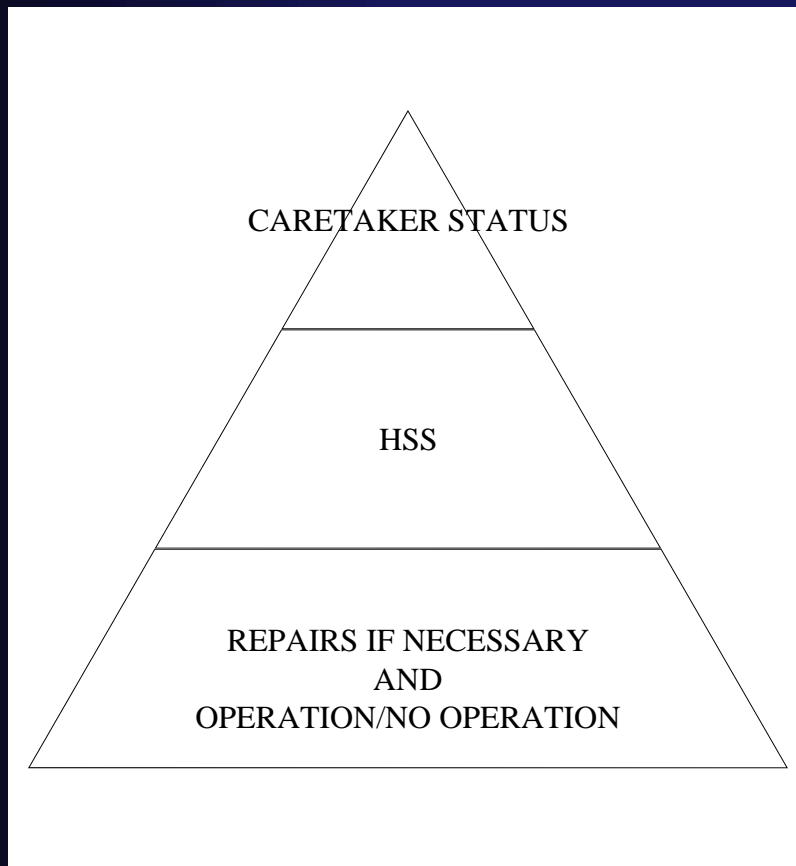 CARETAKER STATUS
HSS
REPAIRS IF NECESSARY
AND
OPERATION/NO OPERATION